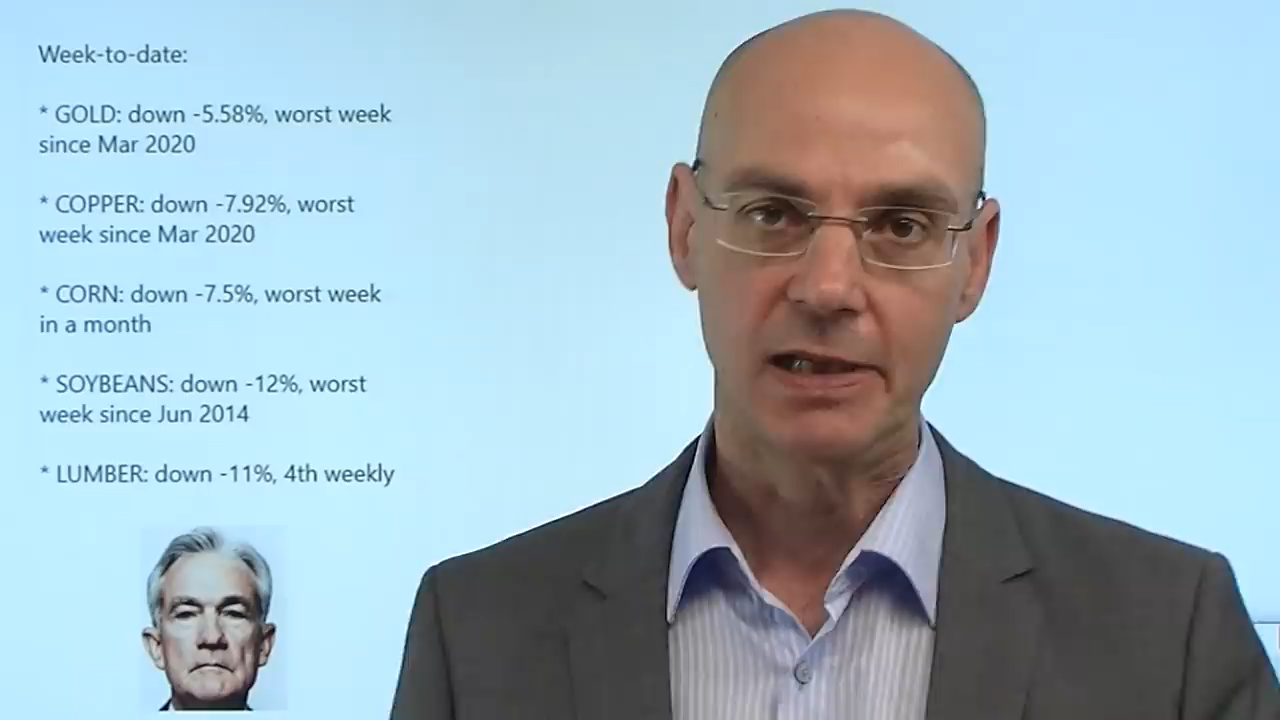 Week-to-date:
* GOLD: down -5.58%, worst week
since Mar 2020
* COPPER: down -7.92%, worst
week since Mar 2020
* CORN: down -7.5%, worst week
in a month
* SOYBEANS: down -12%, worst
week since Jun 2014
* LUMBER: down -11%, 4th weekly